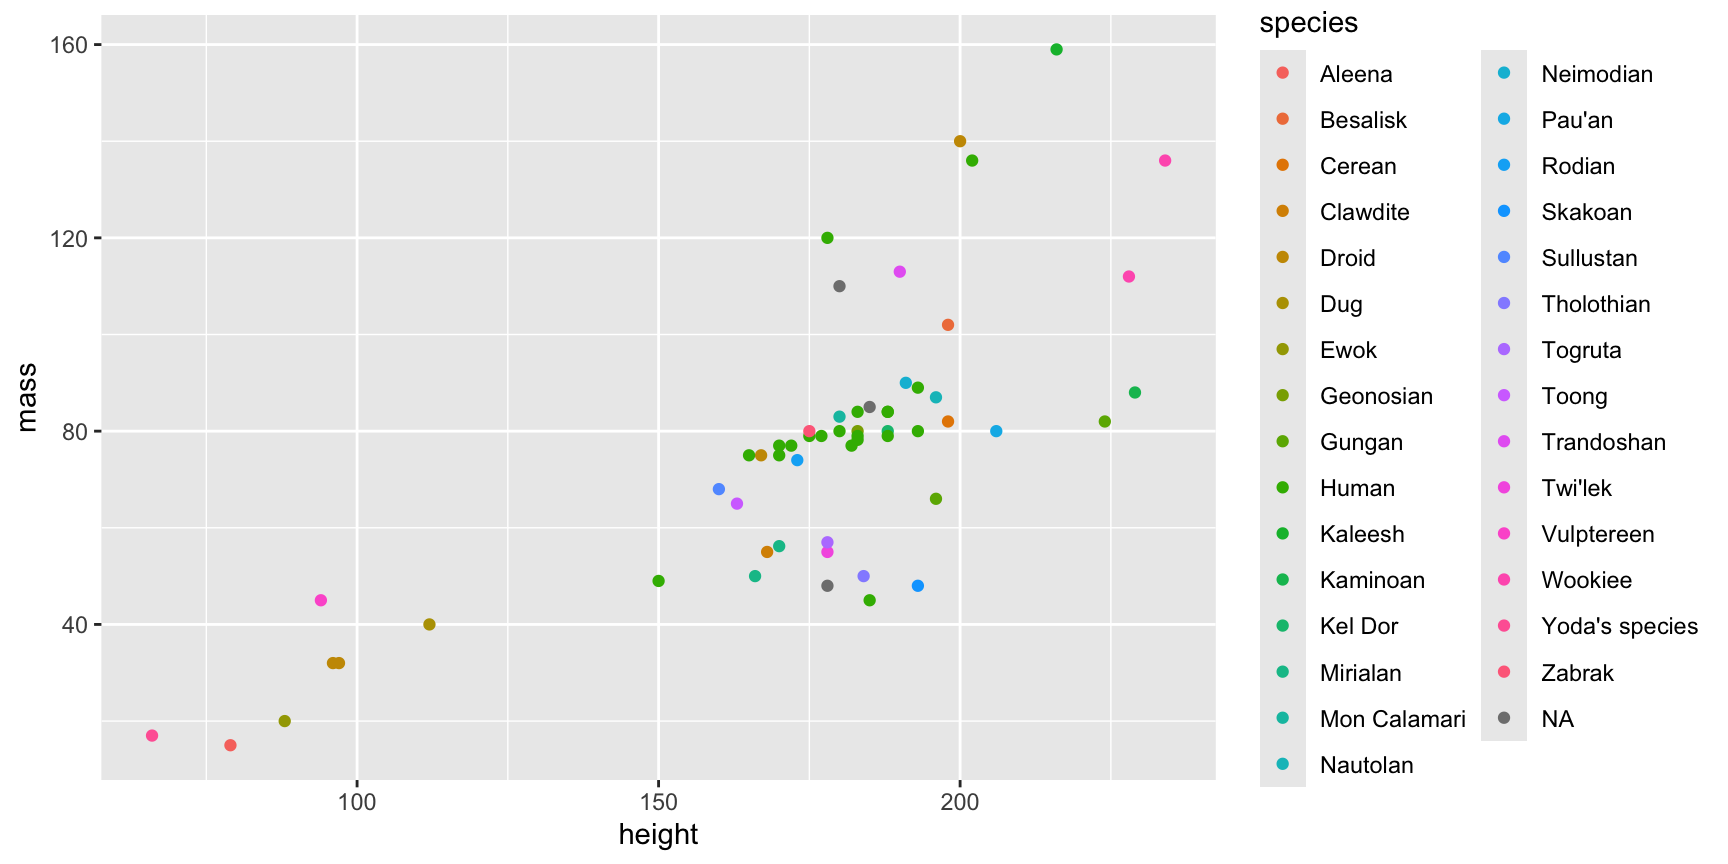 species
160
120
80
40
mass
100
150
200
height
Aleena
Besalisk
Cerean
Clawdite
Droid
Dug
Ewok
Geonosian
Gungan
Human
Kaleesh
Kaminoan
Kel Dor
Mirialan
Mon Calamari
Nautolan
Neimodian
Pau'an
Rodian
Skakoan
Sullustan
Tholothian
Togruta
Toong
Trandoshan
Twi'lek
Vulptereen
Wookiee
Yoda's species
Zabrak
NA